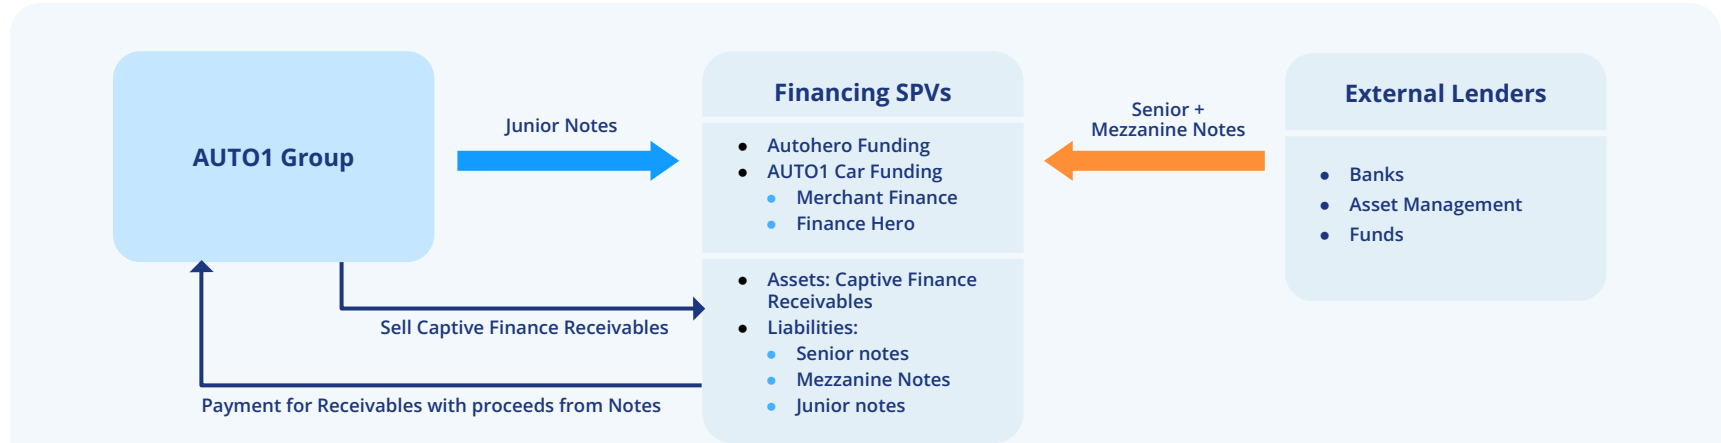 AUTO1 Group
Junior Notes
Financing SPVs
Autohero Funding
AUTO1 Car Funding
Merchant Finance
Finance Hero
Assets: Captive Finance
Receivables
Liabilities:
Senior notes
Mezzanine Notes
Junior notes
Senior +
Mezzanine Notes
External Lenders
Banks
Asset Management
Funds
Sell Captive Finance Receivables
Payment for Receivables with proceeds from Notes